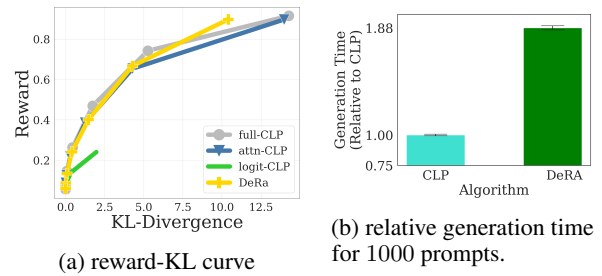 Reward
0.8
0.6
0.4
0.2
0.0 2.5 5.0 7.5 10.0 12.5
KL-Divergence
full-CLP
attn-CLP
logit-CLP
DeRa
(a) reward-KL curve
Generation Time
(Relative to CLP)
1.88
1.00
0.75
CLP DeRA
Algorithm
(b) relative generation time
for 1000 prompts.